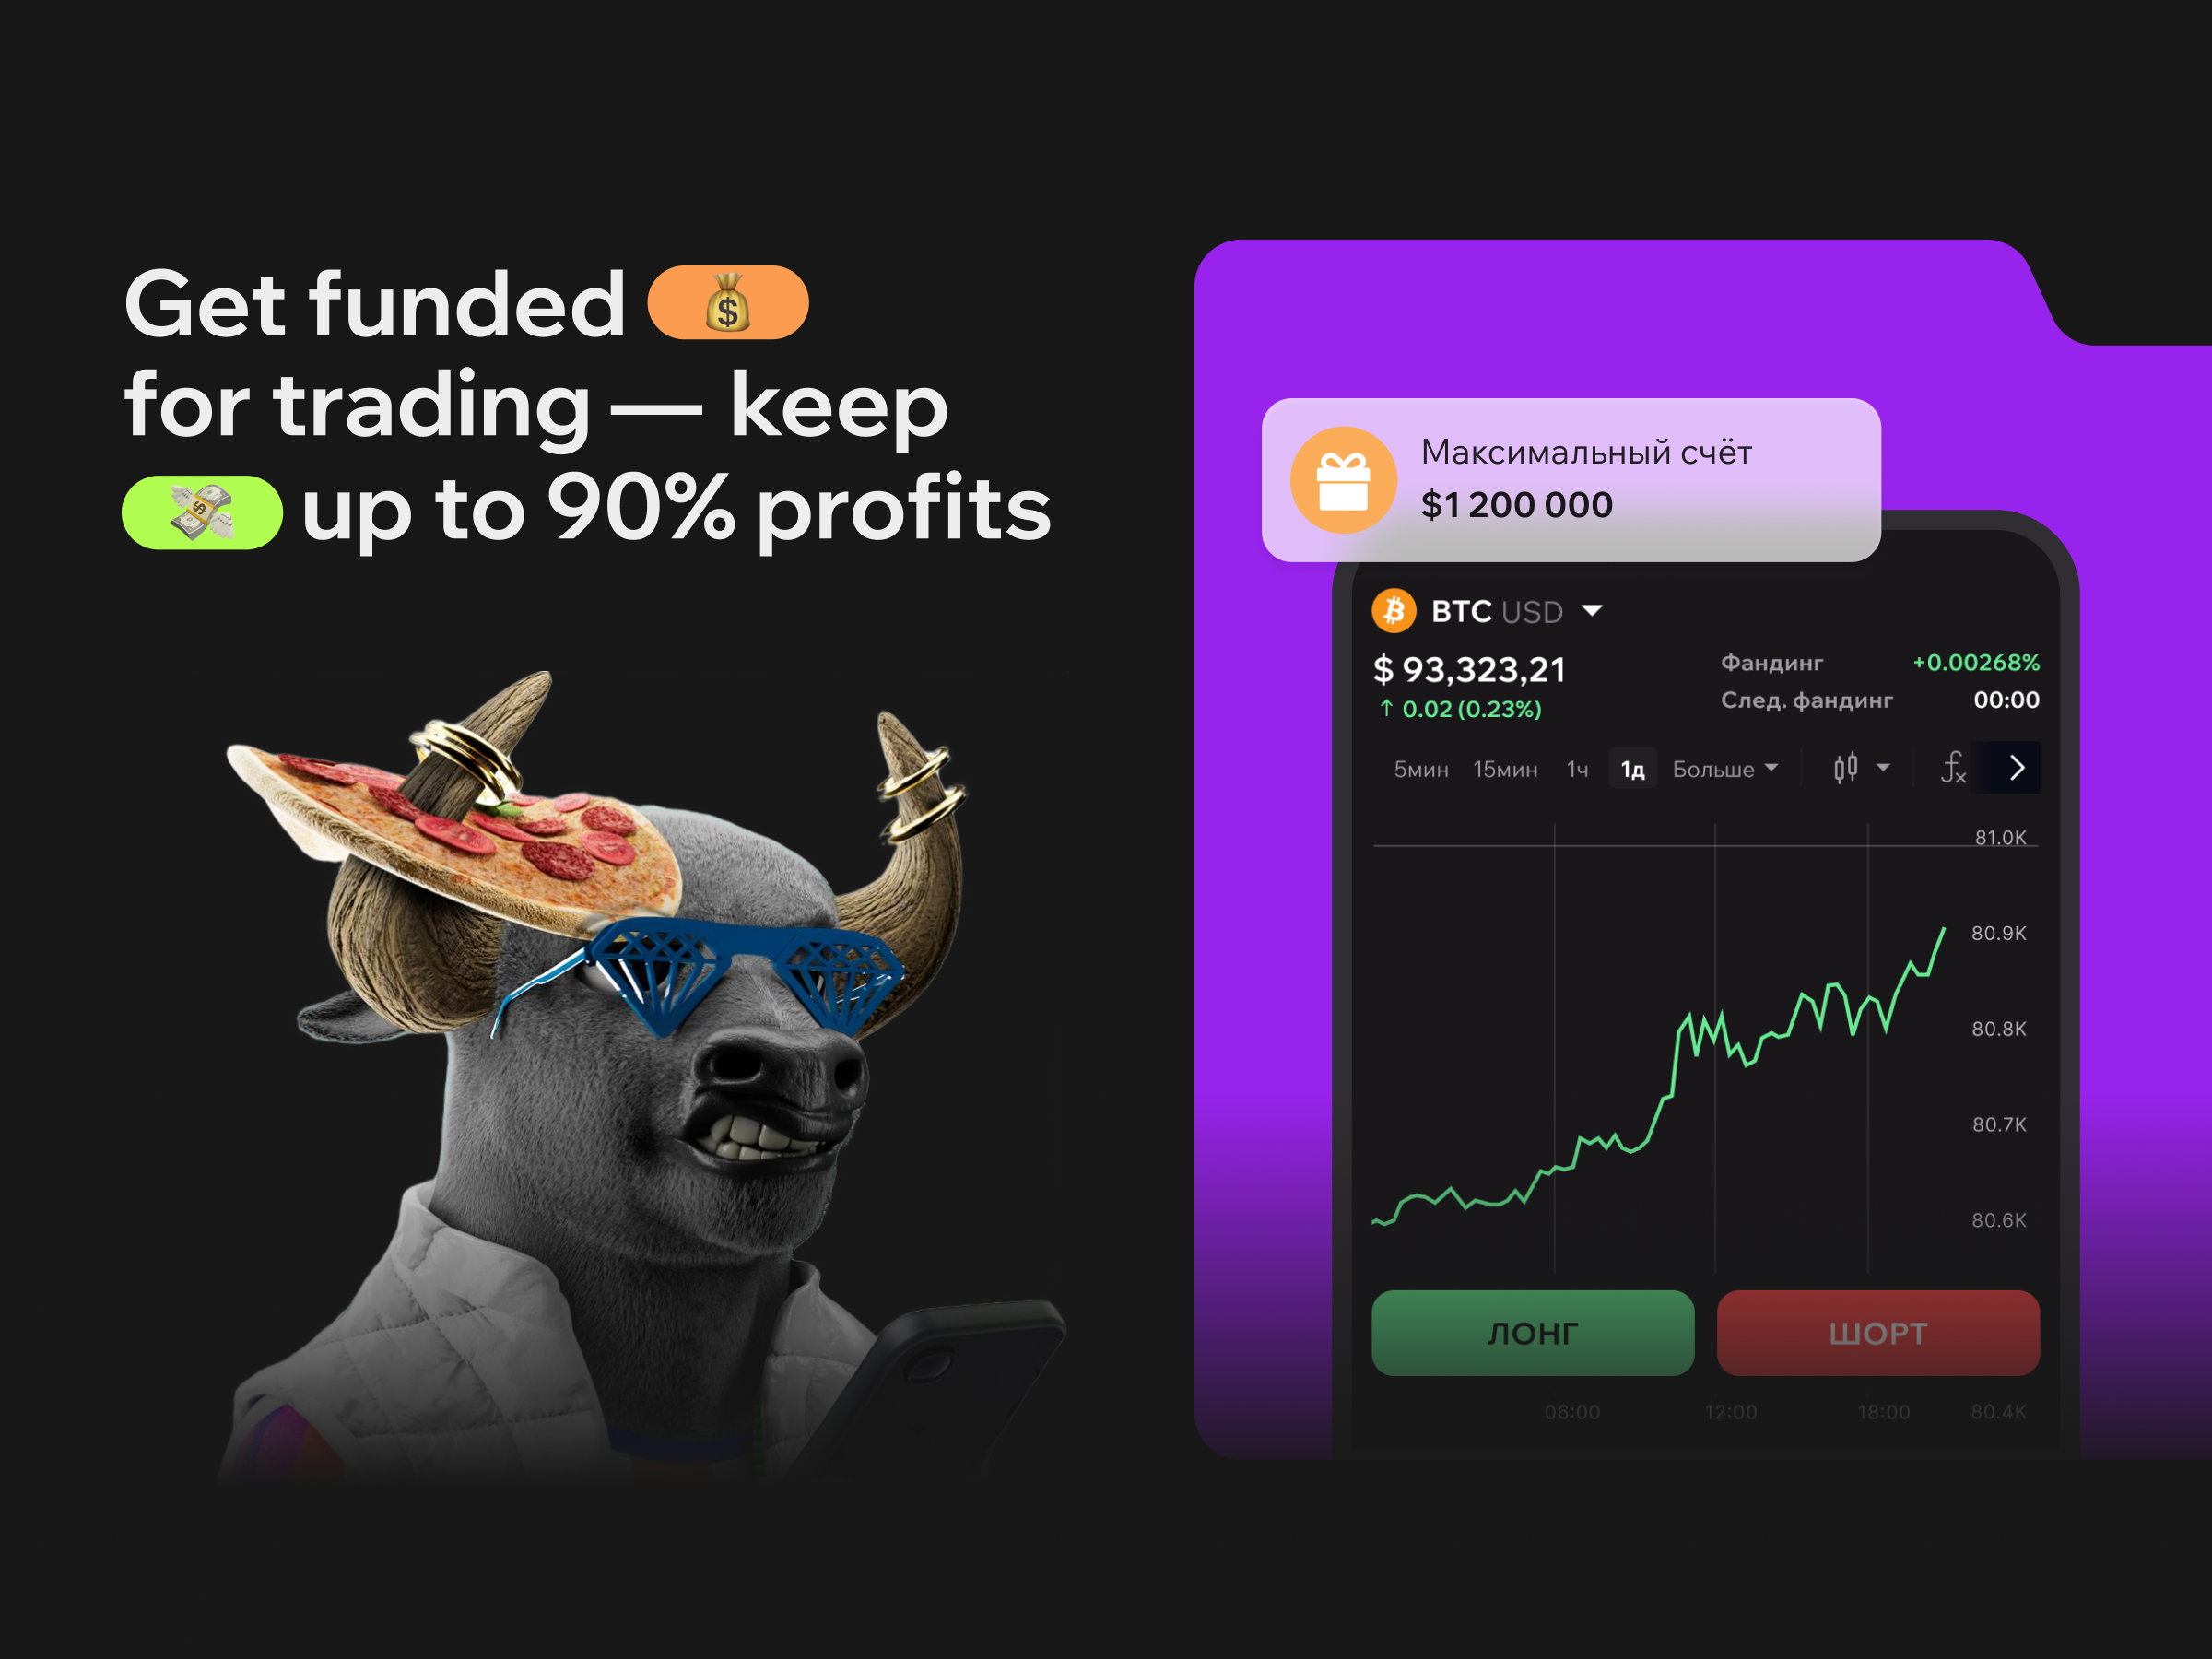 Get funded
for trading — keep
up to 90% profits
Максимальный счёт
$1 200 000
BTC USD
$ 93,323,21
↑ 0.02 (0.23%)
Фандинг +0.00268%
След. фандинг 00:00
5мин 15мин 1ч 1д Больше fx
81.0K
80.9K
80.8K
80.7K
80.6K
ЛОНГ ШОРТ
06:00 12:00 18:00 80.4K